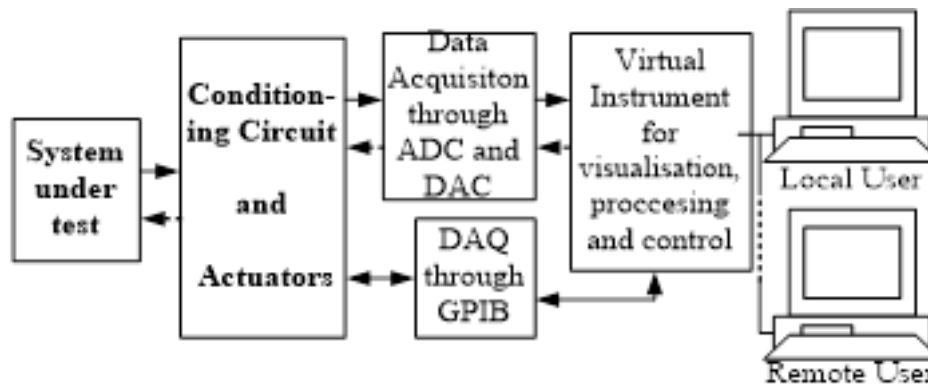 System
under
test
Condition-
ing Circuit
and
Actuators
Data
Acquisiton
through
ADC and
DAC
DAQ
through
GPIB
Virtual
Instrument
for
visualisation,
proccesing
and control
Local User
Remote User